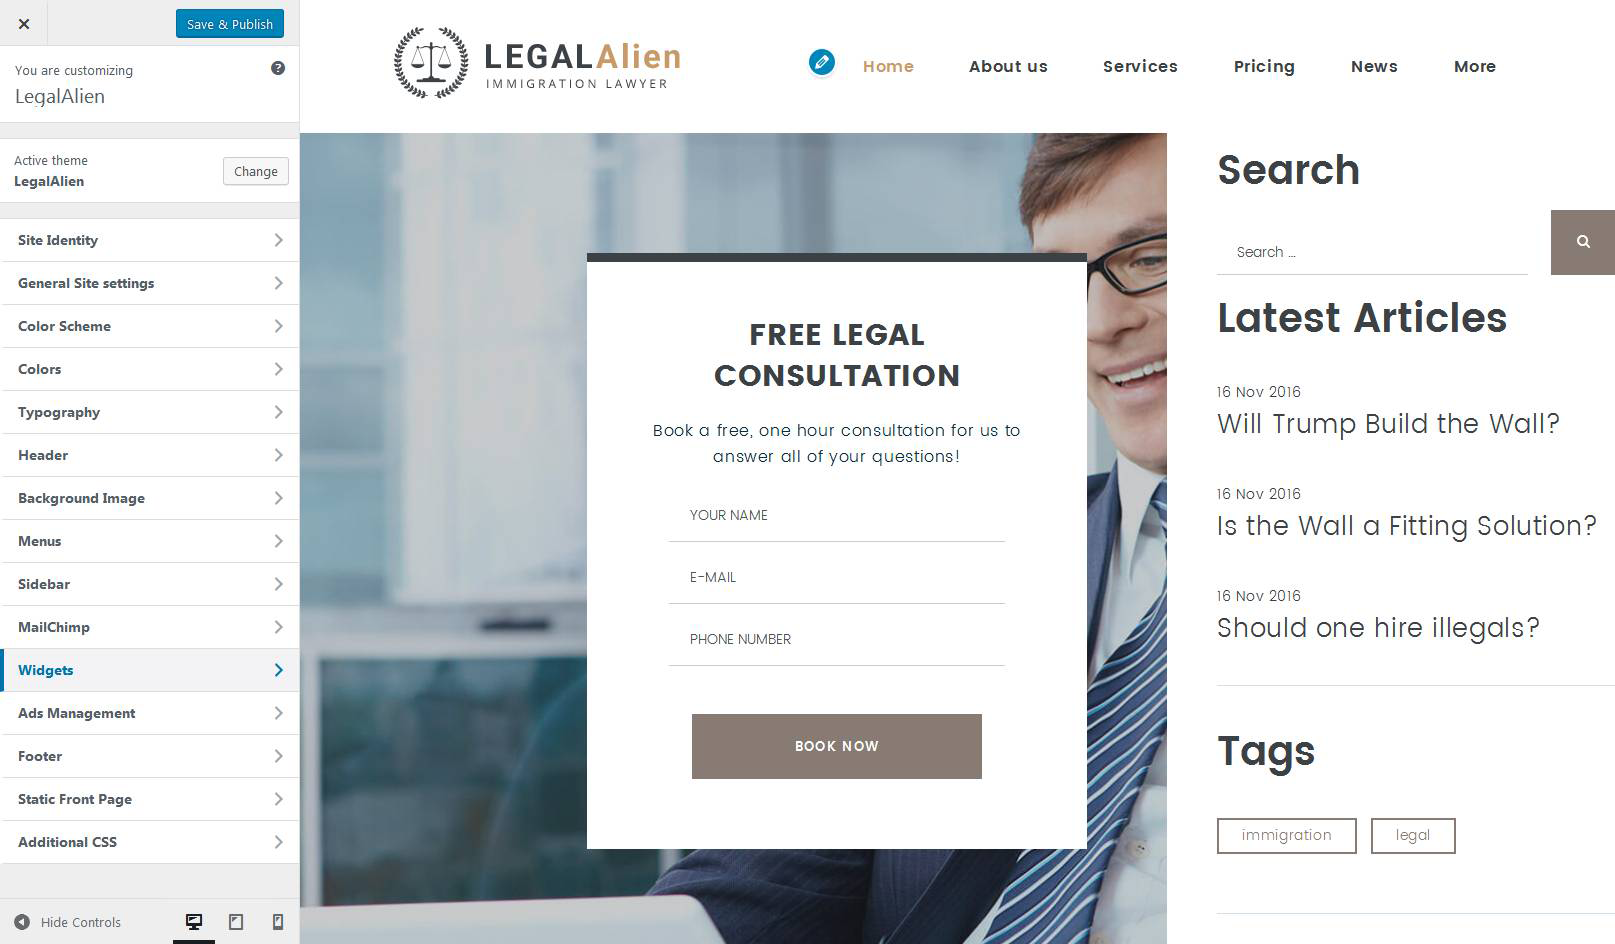 Save & Publish
You are customizing
LegalAlien
Active theme
LegalAlien
Change
Site Identity
General Site settings
Color Scheme
Colors
Typography
Header
Background Image
Menus
Sidebar
MailChimp
Widgets
Ads Management
Footer
Static Front Page
Additional CSS
Hide Controls
LEGALAlien
IMMIGRATION LAWYER
Home About us Services Pricing News More
FREE LEGAL
CONSULTATION
Book a free, one hour consultation for us to
answer all of your questions!
YOUR NAME
E-MAIL
PHONE NUMBER
BOOK NOW
Search
Search ...
Latest Articles
16 Nov 2016
Will Trump Build the Wall?
16 Nov 2016
Is the Wall a Fitting Solution?
16 Nov 2016
Should one hire illegals?
Tags
immigration legal